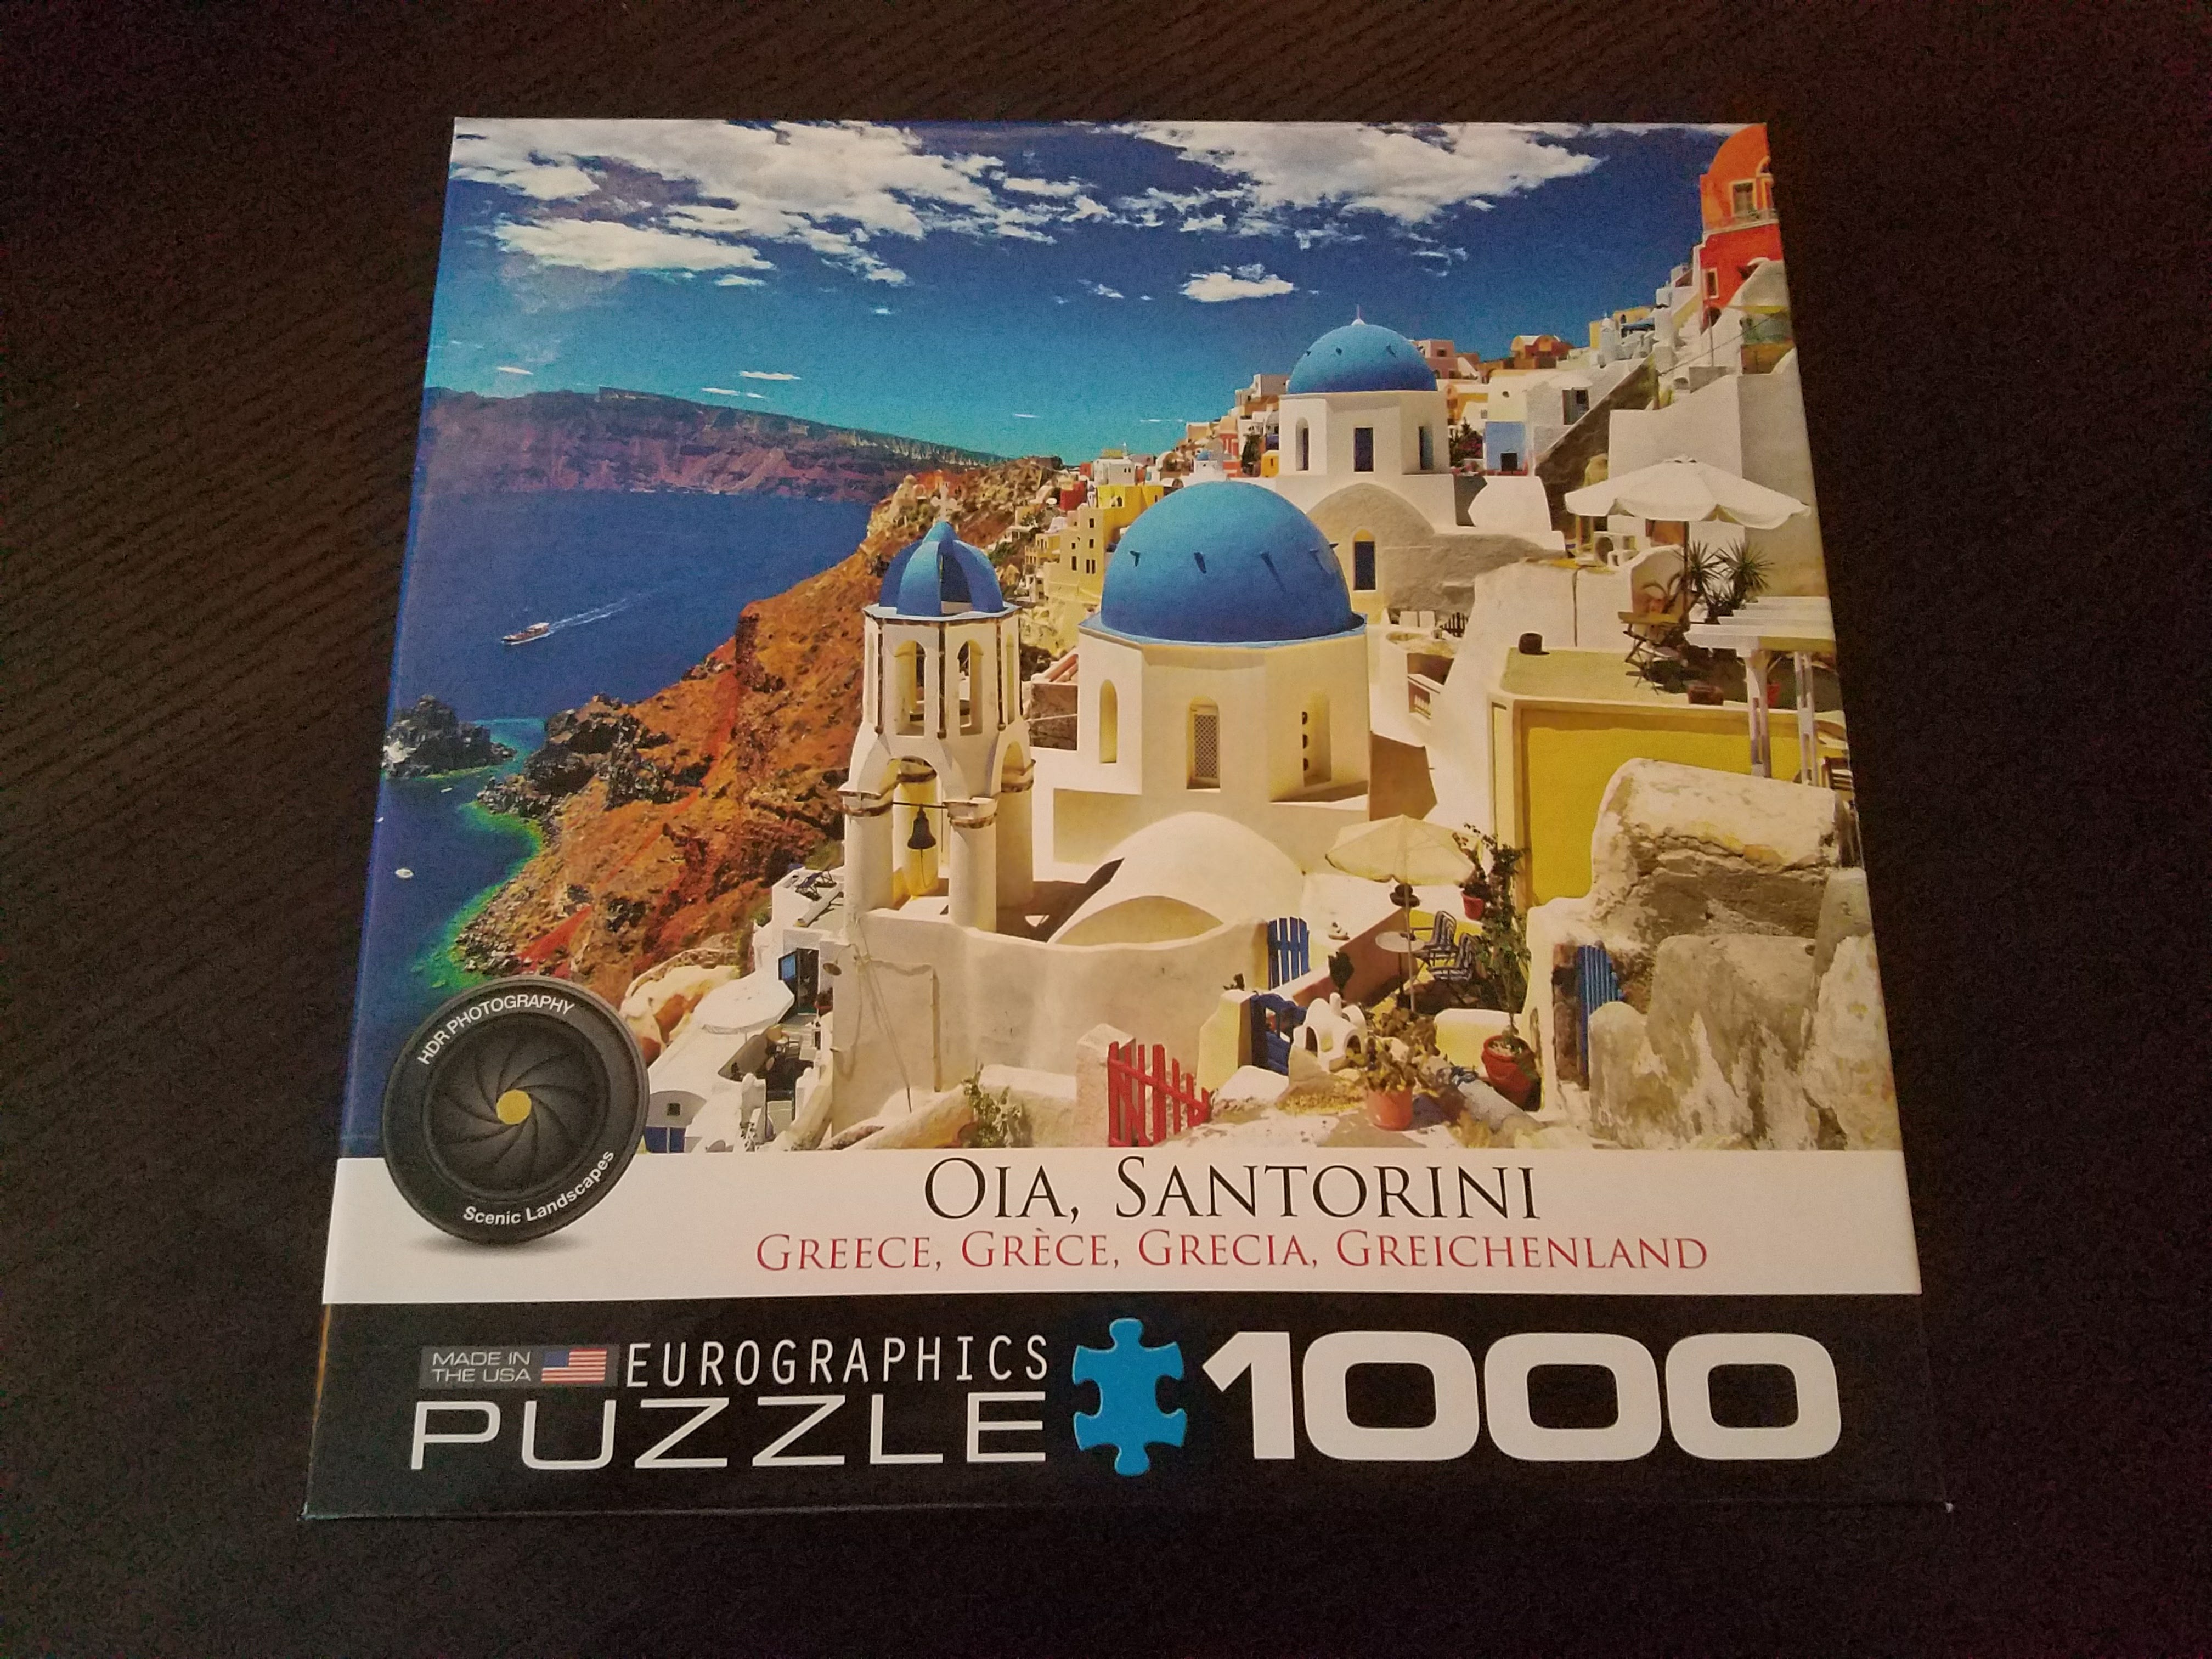 HDR PHOTOGRAPHY
Scenic Landscapes
OIA, SANTORINI
GREECE, GRÈCE, GRECIA, GREICHENLAND
MADE IN
THE USA
EUROGRAPHICS
PUZZLE 1000